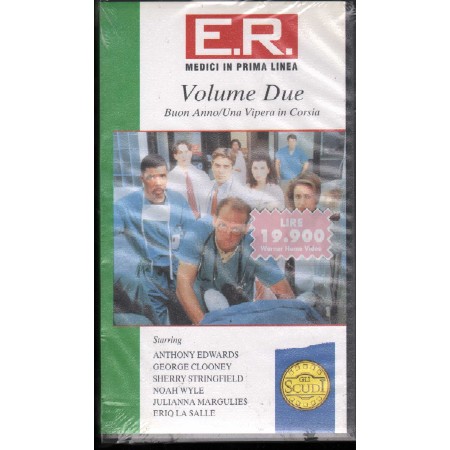 E.R.
MEDICI IN PRIMA LINEA
Volume Due
Buon Anno/Una Vipera in Corsia
LIRE
19.900
Warner Home Video
Starring
ANTHONY EDWARDS
GEORGE CLOONEY
SHERRY STRINGFIELD
NOAH WYLE
JULIANNA MARGULIES
ERIQ LA SALLE
GLI
SCUDI